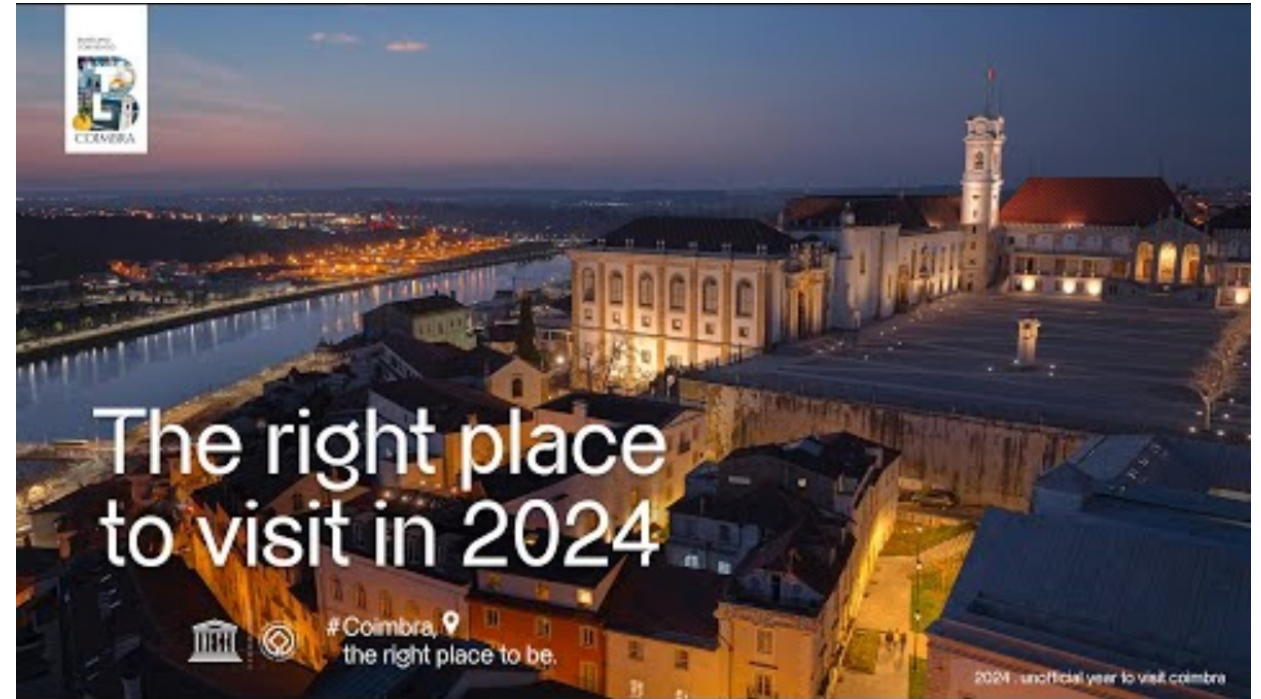 COIMBRA
The right place
to visit in 2024
#Coimbra,
the right place to be.
2024 . unofficial year to visit coimbra